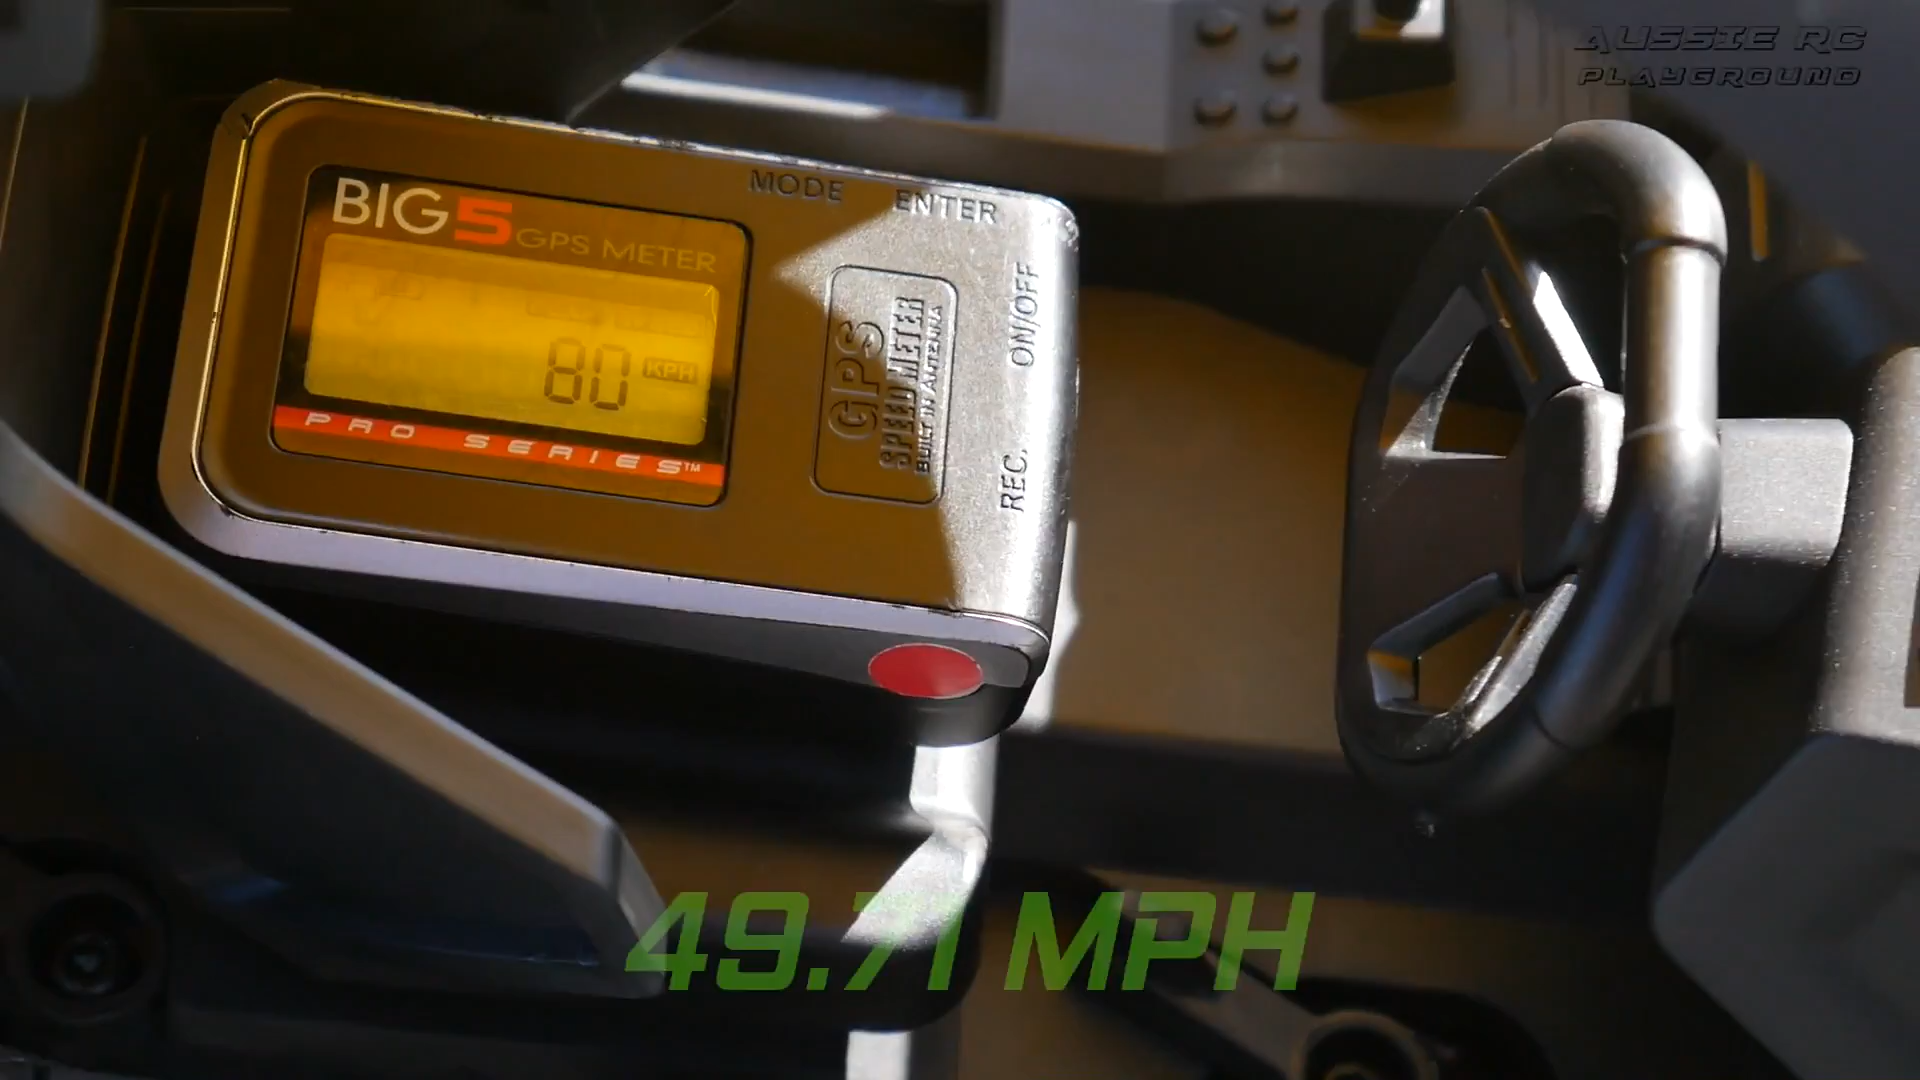 AUSSIE RC
PLAYGROUND
BIG5 GPS METER
80 KPH
PRO SERIES™
MODE
ENTER
ON/OFF
REC.
GPS
SPEED METER
BUILT IN ANTENNA
49.71 MPH